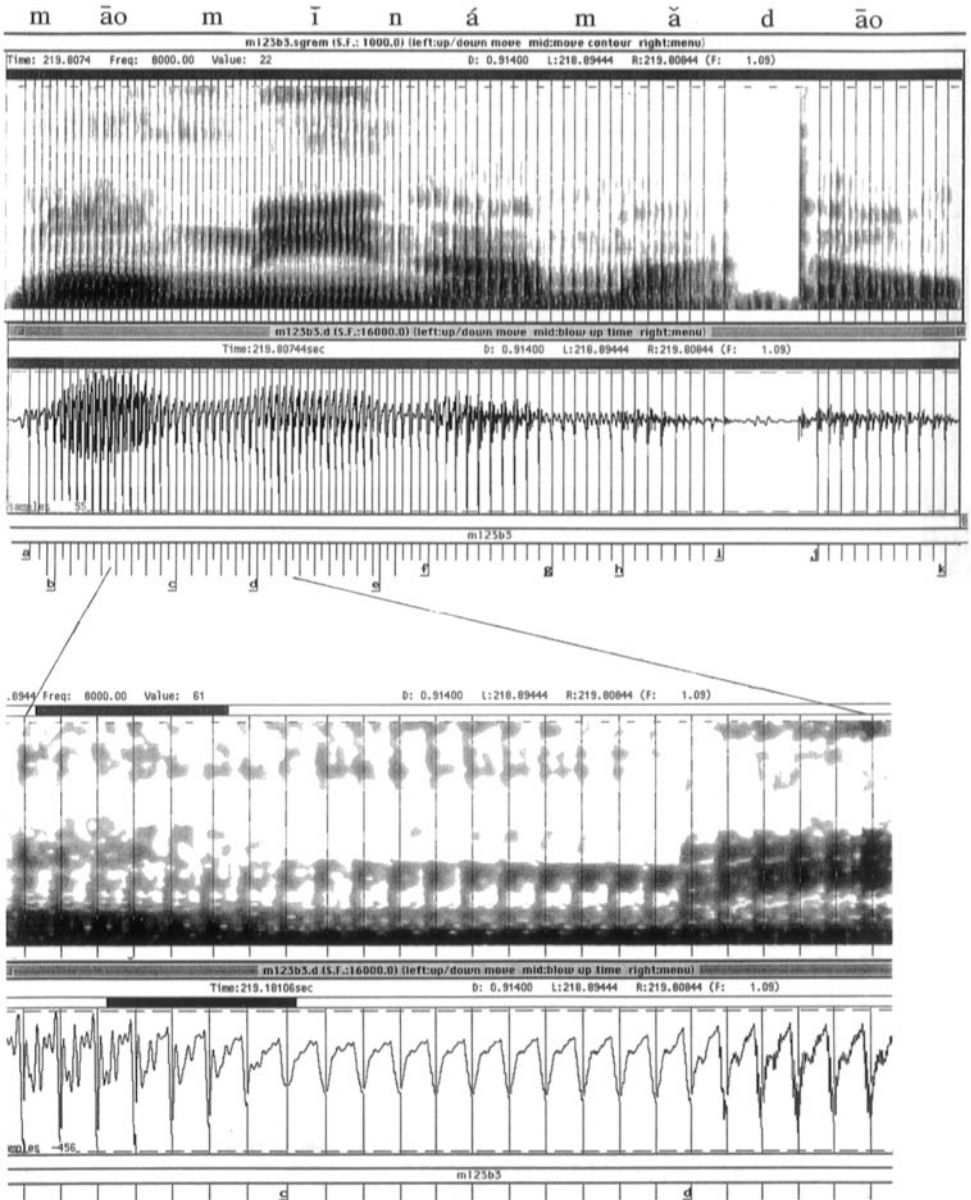 m āo m ī n á m ǎ d āo
m123b3.sgram (S.F.: 1000.0) (left:up/down move mid:move contour right:menu)
Time: 219.8074 Freq: 8000.00 Value: 22 D: 0.91400 L:218.89444 R:219.80844 (F: 1.09)
m123b3.d (S.F.:16000.0) (left:up/down move mid:blow up time right:menu)
Time:219.80744sec D: 0.91400 L:218.89444 R:219.80844 (F: 1.09)
samples 55
m123b3
a b c d e f g h i j k
.8944 Freq: 8000.00 Value: 61 D: 0.91400 L:218.89444 R:219.80844 (F: 1.09)
m123b3.d (S.F.:16000.0) (left:up/down move mid:blow up time right:menu)
Time:219.18106sec D: 0.91400 L:218.89444 R:219.80844 (F: 1.09)
mples -456
m123b3
c d